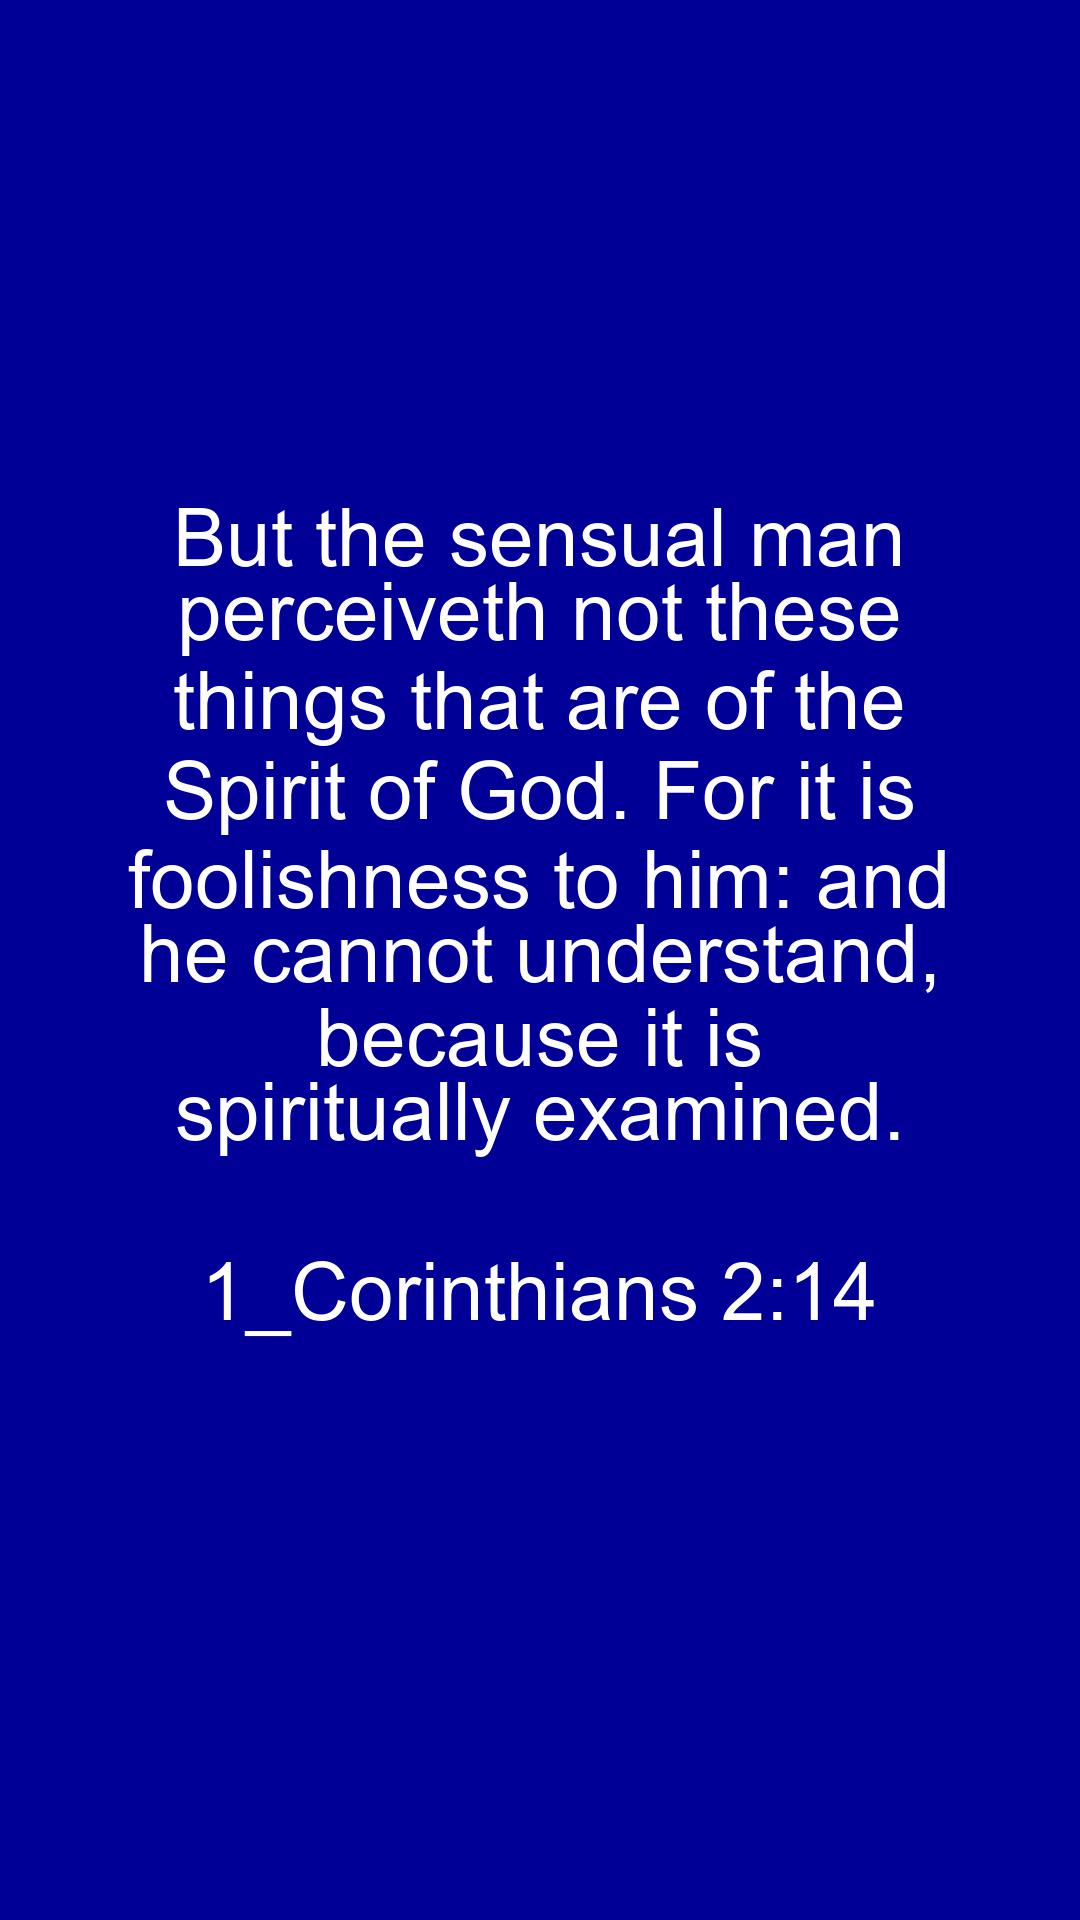 But the sensual man
perceiveth not these
things that are of the
Spirit of God. For it is
foolishness to him: and
he cannot understand,
because it is
spiritually examined.
1_Corinthians 2:14